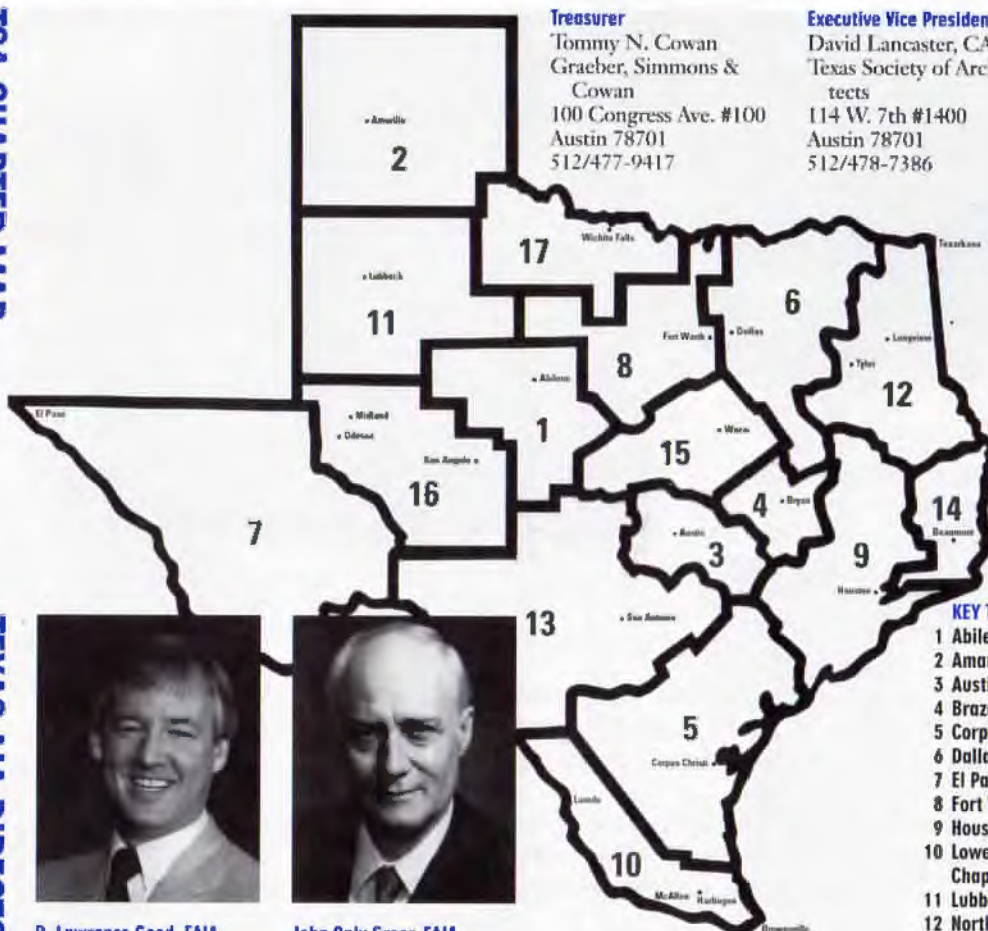 Treasurer
Tommy N. Cowan
Graeber, Simmons &
Cowan
100 Congress Ave. #100
Austin 78701
512/477-9417
Executive Vice Presiden
David Lancaster, CA
Texas Society of Arc
tects
114 W. 7th #1400
Austin 78701
512/478-7386
Amarillo
2
Wichita Falls
17
Texarkana
Lubbock
11
6
Fort Worth
Dallas
Longview
Tyler
8
12
Abilene
1
El Paso
Midland
Odessa
San Angelo
16
Waco
15
7
4
Bryan
14
Beaumont
Austin
3
9
Houston
13
San Antonio
5
Corpus Christi
Laredo
10
McAllen
Harlingen
Brownsville
KEY T
1 Abile
2 Ama
3 Austi
4 Braz
5 Corp
6 Dalla
7 El Pa
8 Fort
9 Hous
10 Lowe
Chap
11 Lubb
12 North